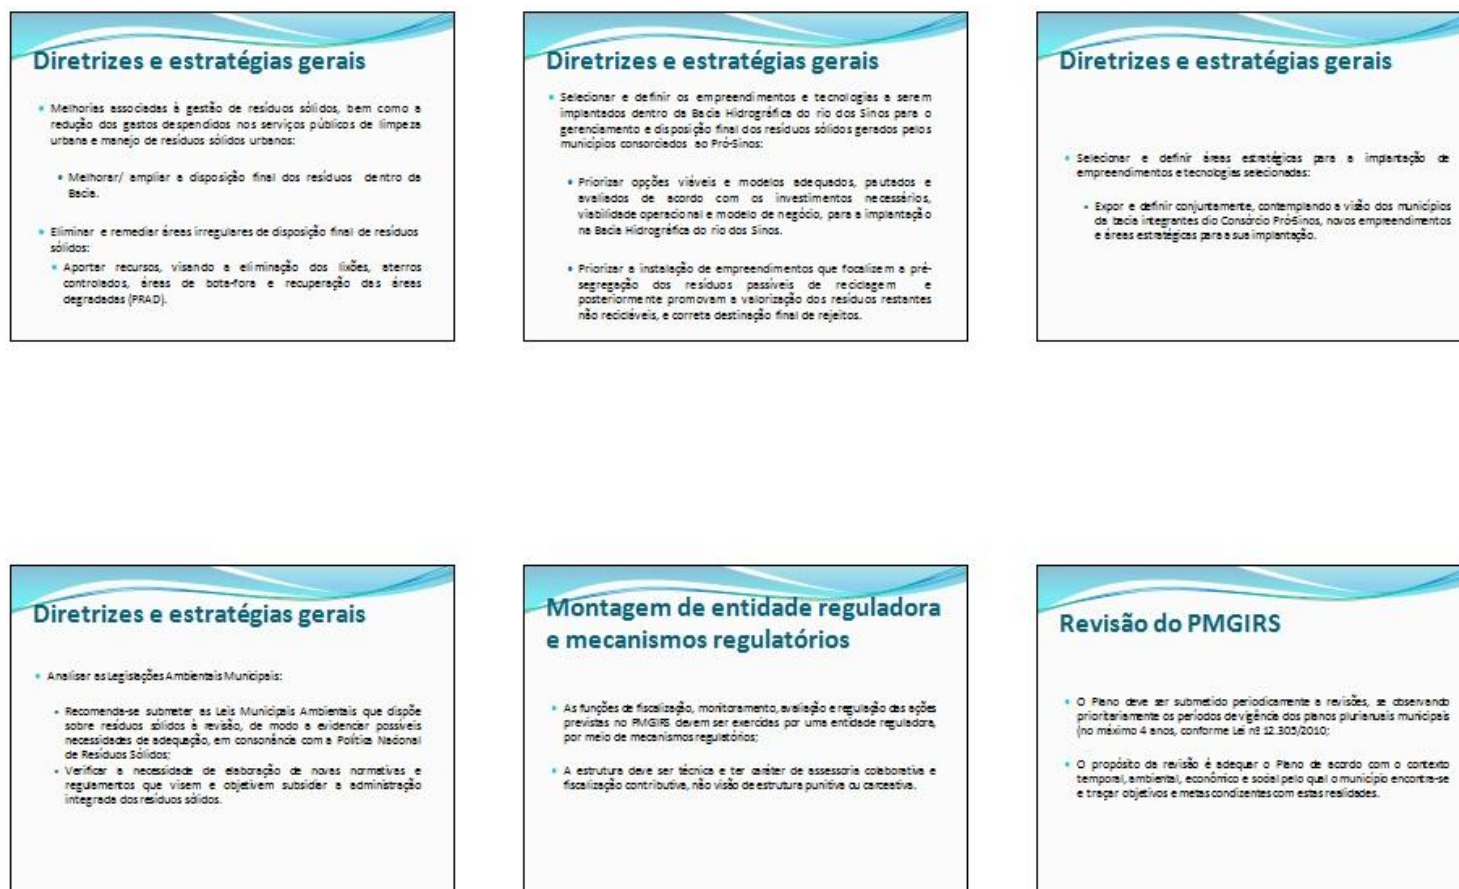 Diretrizes e estratégias gerais
• Melhorias associadas à gestão de resíduos sólidos, bem como a
redução dos gastos despendidos nos serviços públicos de limpeza
urbana e manejo de resíduos sólidos urbanos:
• Melhorar/ ampliar a disposição final dos resíduos dentro da
Bacia.
• Eliminar e remediar áreas irregulares de disposição final de resíduos
sólidos:
• Aportar recursos, visando a eliminação dos lixões, aterros
controlados, áreas de bota-fora e recuperação das áreas
degradadas (PRAD).
Diretrizes e estratégias gerais
• Selecionar e definir os empreendimentos e tecnologias a serem
implantados dentro da Bacia Hidrográfica do rio dos Sinos para o
gerenciamento e disposição final dos resíduos sólidos gerados pelos
municípios consorciados ao Pró-Sinos:
• Priorizar opções viáveis e modelos adequados, pautados e
avaliados de acordo com os investimentos necessários,
viabilidade operacional e modelo de negócio, para a implantação
na Bacia Hidrográfica do rio dos Sinos.
• Priorizar a instalação de empreendimentos que focalizem a pré-
segregação dos resíduos passíveis de reciclagem e
posteriormente promovam a valorização dos resíduos restantes
não recicláveis, e correta destinação final de rejeitos.
Diretrizes e estratégias gerais
• Selecionar e definir áreas estratégicas para a implantação de
empreendimentos e tecnologias selecionadas:
• Expor e definir conjuntamente, contemplando a visão dos municípios
da bacia integrantes dio Consórcio Pró-Sinos, novos empreendimentos
e áreas estratégicas para a sua implantação.
Diretrizes e estratégias gerais
• Analisar as Legislações Ambientais Municipais:
• Recomenda-se submeter as Leis Municipais Ambientais que dispõe
sobre resíduos sólidos à revisão, de modo a evidenciar possíveis
necessidades de adequação, em consonância com a Política Nacional
de Resíduos Sólidos;
• Verificar a necessidade de elaboração de novas normativas e
regulamentos que visem e objetivem subsidiar a administração
integrada dos resíduos sólidos.
Montagem de entidade reguladora
e mecanismos regulatórios
• As funções de fiscalização, monitoramento, avaliação e regulação das ações
previstas no PMGIRS devem ser exercidas por uma entidade reguladora,
por meio de mecanismos regulatórios;
• A estrutura deve ser técnica e ter caráter de assessoria colaborativa e
fiscalização contributiva, não visão de estrutura punitiva ou carceativa.
Revisão do PMGIRS
• O Plano deve ser submetido periodicamente a revisões, se observando
prioritariamente os períodos de vigência dos planos plurianuais municipais
(no máximo 4 anos, conforme Lei nº 12.305/2010;
• O propósito da revisão é adequar o Plano de acordo com o contexto
temporal, ambiental, econômico e social pelo qual o município encontra-se
e traçar objetivos e metas condizentes com estas realidades.